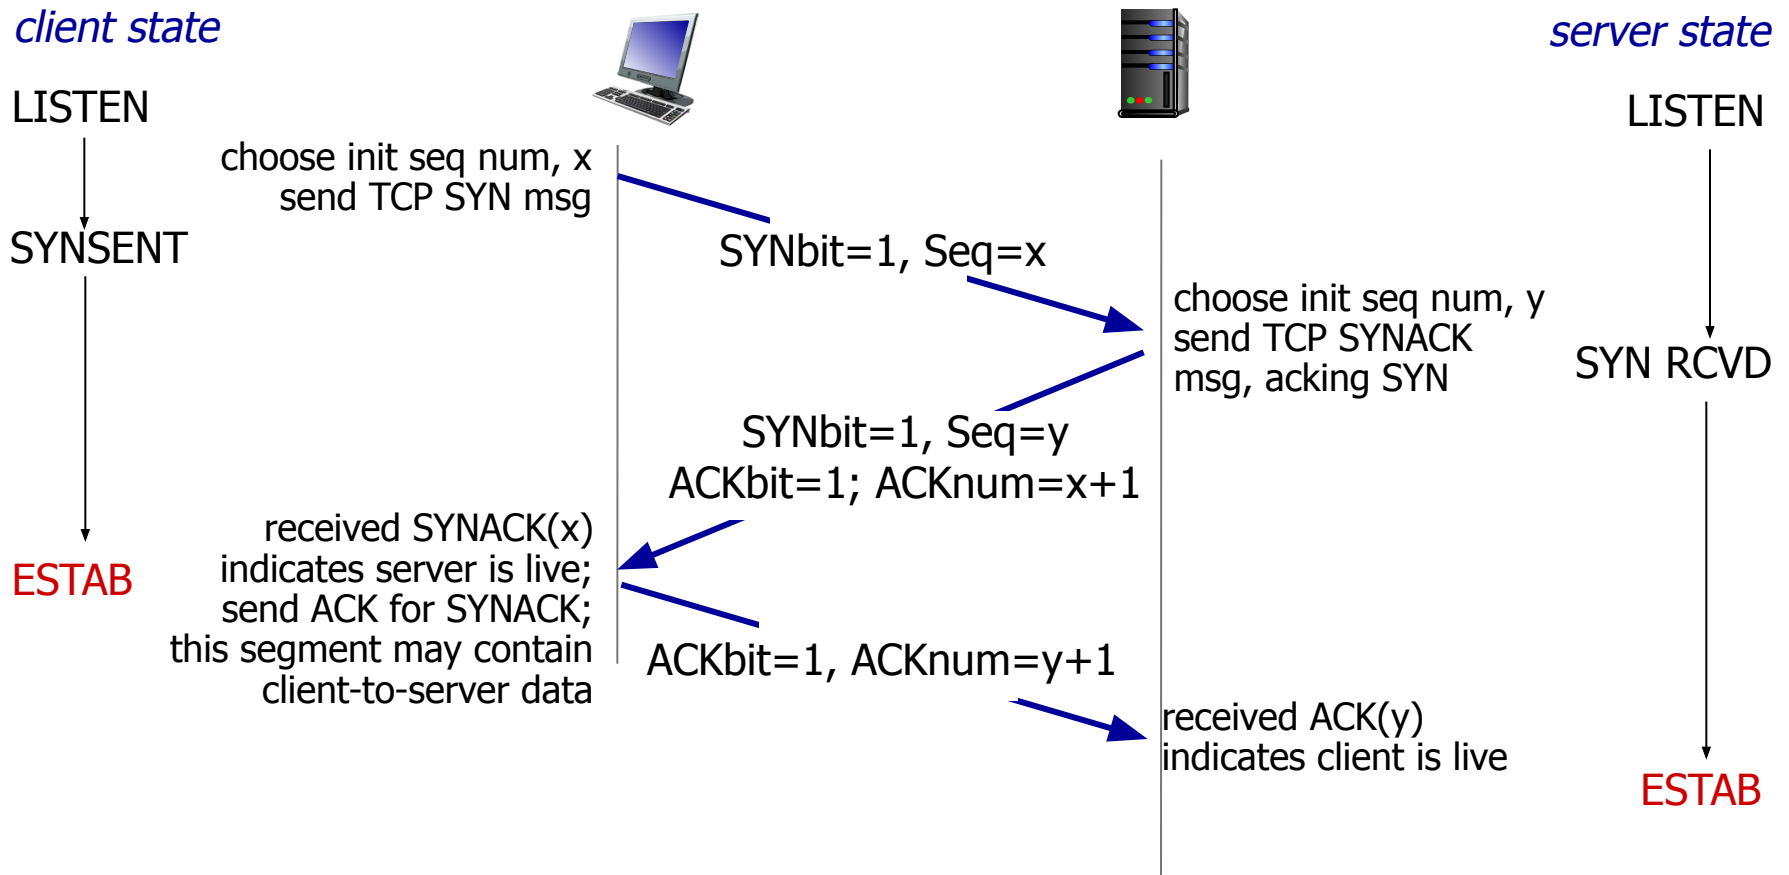 client state
server state
LISTEN
LISTEN
choose init seq num, x
send TCP SYN msg
SYNSENT
SYNbit=1, Seq=x
choose init seq num, y
send TCP SYNACK
msg, acking SYN
SYN RCVD
SYNbit=1, Seq=y
ACKbit=1; ACKnum=x+1
received SYNACK(x)
indicates server is live;
send ACK for SYNACK;
this segment may contain
client-to-server data
ESTAB
ACKbit=1, ACKnum=y+1
received ACK(y)
indicates client is live
ESTAB